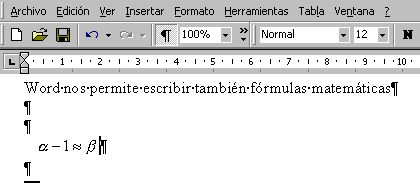 Archivo Edición Ver Insertar Formato Herramientas Tabla Ventana ?
¶ 100% » Normal 12
L 1 2 3 4 5 6 7 8 9 10
Word·nos·permite·escribir·también·fórmulas·matemáticas¶
¶
¶
α − 1 ≈ β ¶
¶